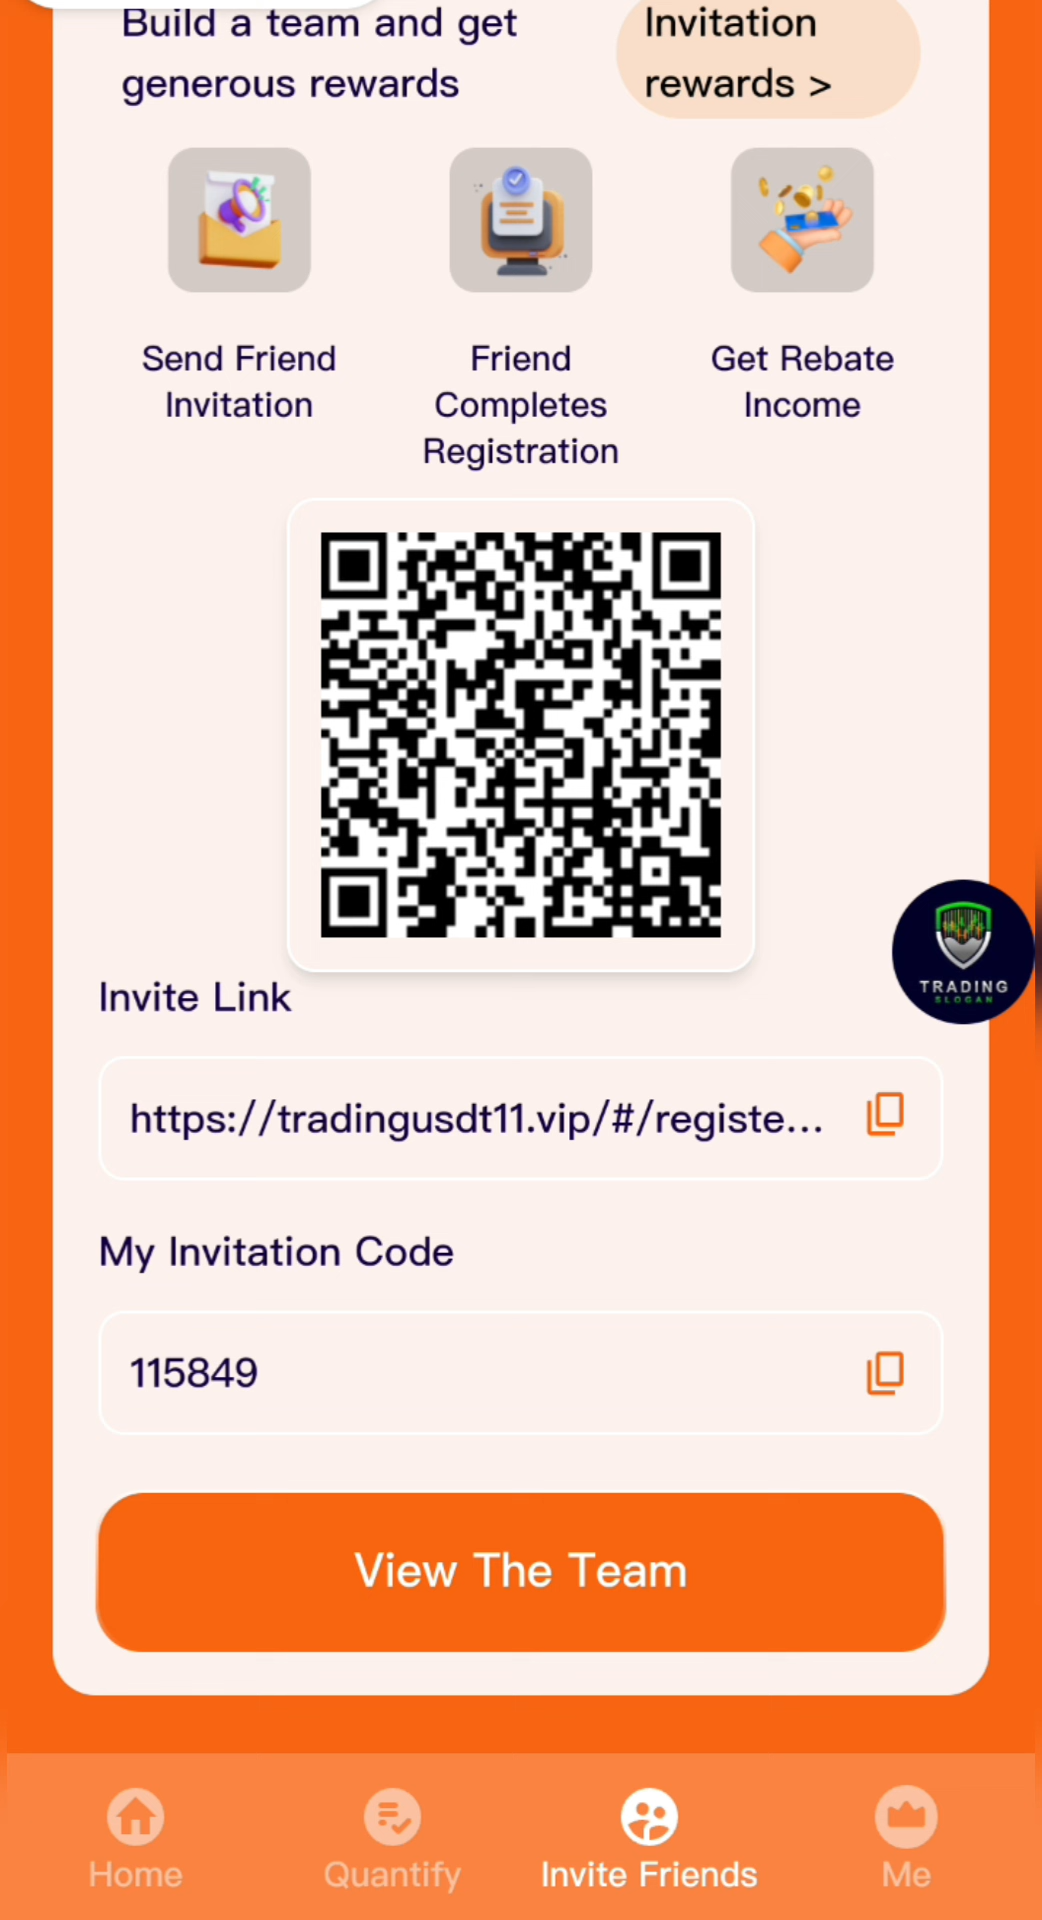 Build a team and get
generous rewards
Invitation
rewards >
Send Friend
Invitation
Friend
Completes
Registration
Get Rebate
Income
TRADING
SLOGAN
Invite Link
https://tradingusdt11.vip/#/registe...
My Invitation Code
115849
View The Team
Home
Quantify
Invite Friends
Me